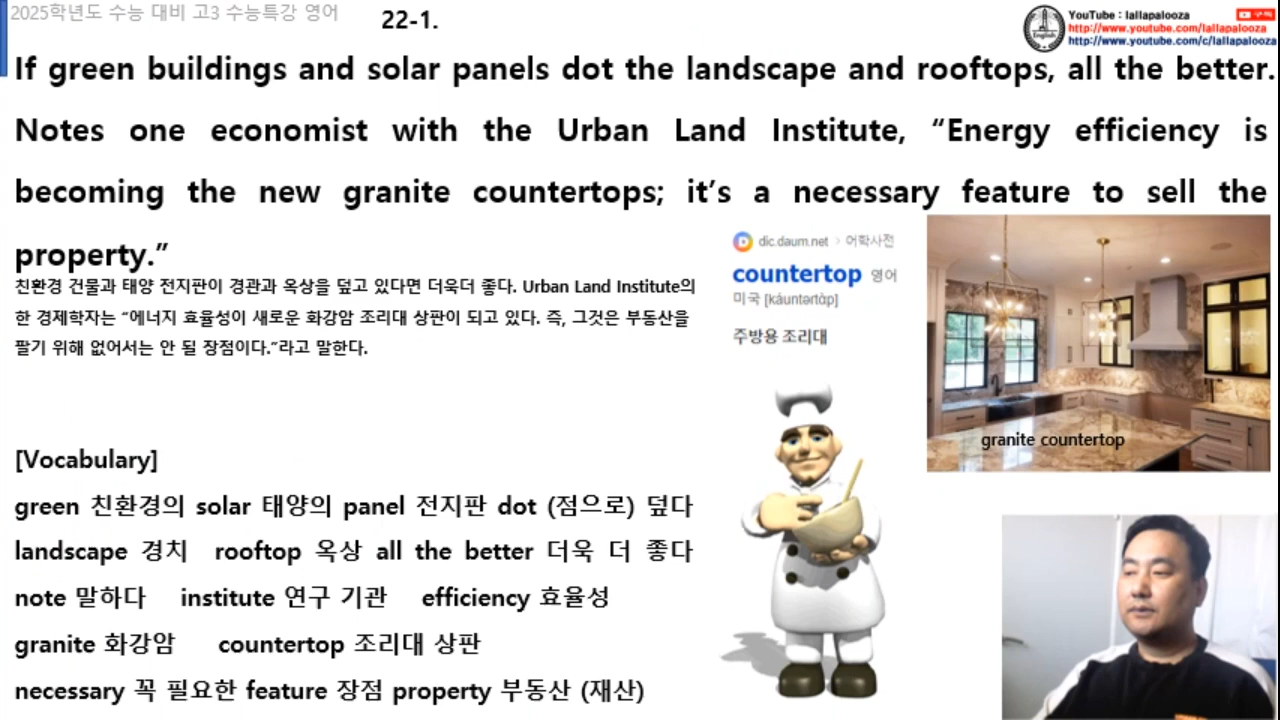 2025학년도 수능 대비 고3 수능특강 영어
22-1.
YouTube : lallapalooza
구독
http://www.youtube.com/lallapalooza
http://www.youtube.com/c/lallapalooza
English
If green buildings and solar panels dot the landscape and rooftops, all the better.
Notes one economist with the Urban Land Institute, “Energy efficiency is
becoming the new granite countertops; it’s a necessary feature to sell the
property.”
친환경 건물과 태양 전지판이 경관과 옥상을 덮고 있다면 더욱더 좋다. Urban Land Institute의
한 경제학자는 “에너지 효율성이 새로운 화강암 조리대 상판이 되고 있다. 즉, 그것은 부동산을
팔기 위해 없어서는 안 될 장점이다.”라고 말한다.
dic.daum.net > 어학사전
countertop 영어
미국 [káuntərtὰp]
주방용 조리대
granite countertop
[Vocabulary]
green 친환경의 solar 태양의 panel 전지판 dot (점으로) 덮다
landscape 경치 rooftop 옥상 all the better 더욱 더 좋다
note 말하다 institute 연구 기관 efficiency 효율성
granite 화강암 countertop 조리대 상판
necessary 꼭 필요한 feature 장점 property 부동산 (재산)